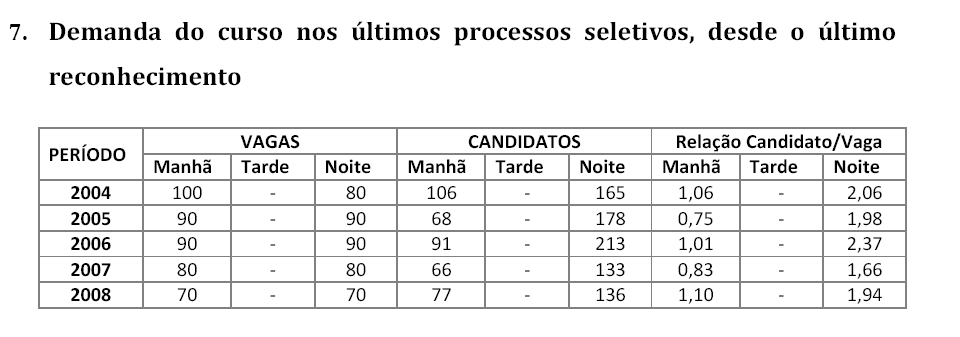 7. Demanda do curso nos últimos processos seletivos, desde o último
reconhecimento
PERÍODO VAGAS CANDIDATOS Relação Candidato/Vaga
Manhã Tarde Noite Manhã Tarde Noite Manhã Tarde Noite
2004 100 - 80 106 - 165 1,06 - 2,06
2005 90 - 90 68 - 178 0,75 - 1,98
2006 90 - 90 91 - 213 1,01 - 2,37
2007 80 - 80 66 - 133 0,83 - 1,66
2008 70 - 70 77 - 136 1,10 - 1,94